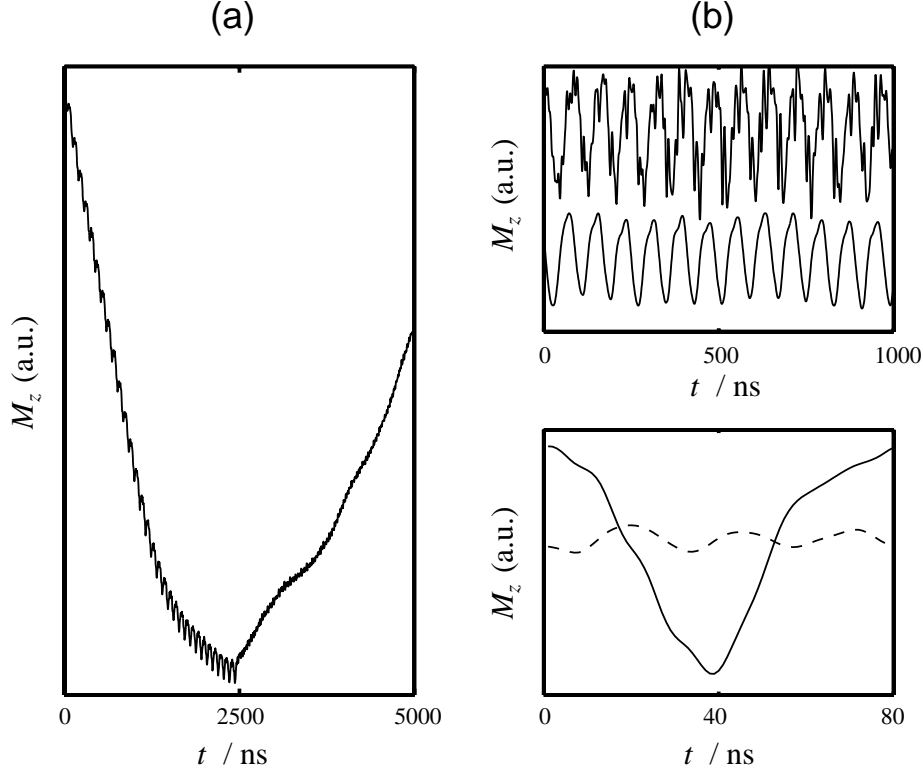 (a)
M_z (a.u.)
0 2500 5000
t / ns
(b)
M_z (a.u.)
0 500 1000
t / ns
M_z (a.u.)
0 40 80
t / ns